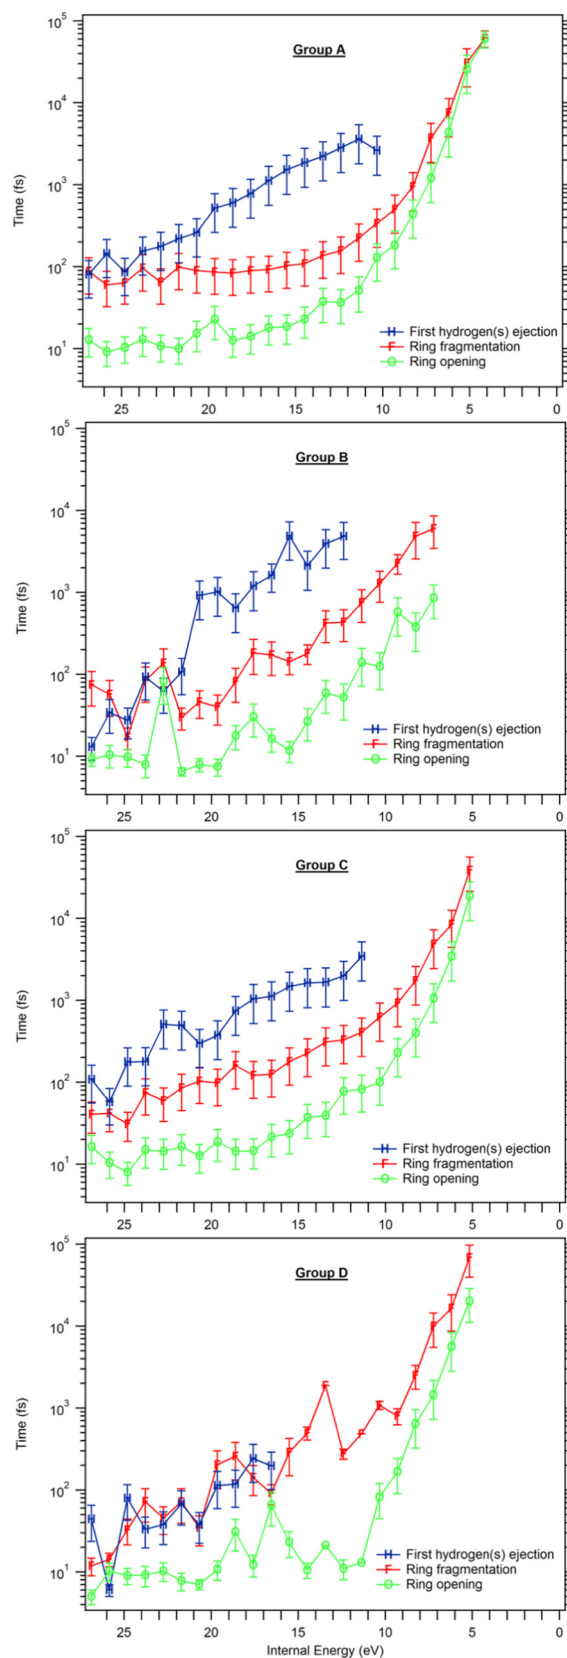 Group A
Time (fs)
10^5
10^4
10^3
10^2
10^1
First hydrogen(s) ejection
Ring fragmentation
Ring opening
25 20 15 10 5 0
Group B
Time (fs)
10^5
10^4
10^3
10^2
10^1
First hydrogen(s) ejection
Ring fragmentation
Ring opening
25 20 15 10 5 0
Group C
Time (fs)
10^5
10^4
10^3
10^2
10^1
First hydrogen(s) ejection
Ring fragmentation
Ring opening
25 20 15 10 5 0
Group D
Time (fs)
10^5
10^4
10^3
10^2
10^1
First hydrogen(s) ejection
Ring fragmentation
Ring opening
25 20 15 10 5 0
Internal Energy (eV)